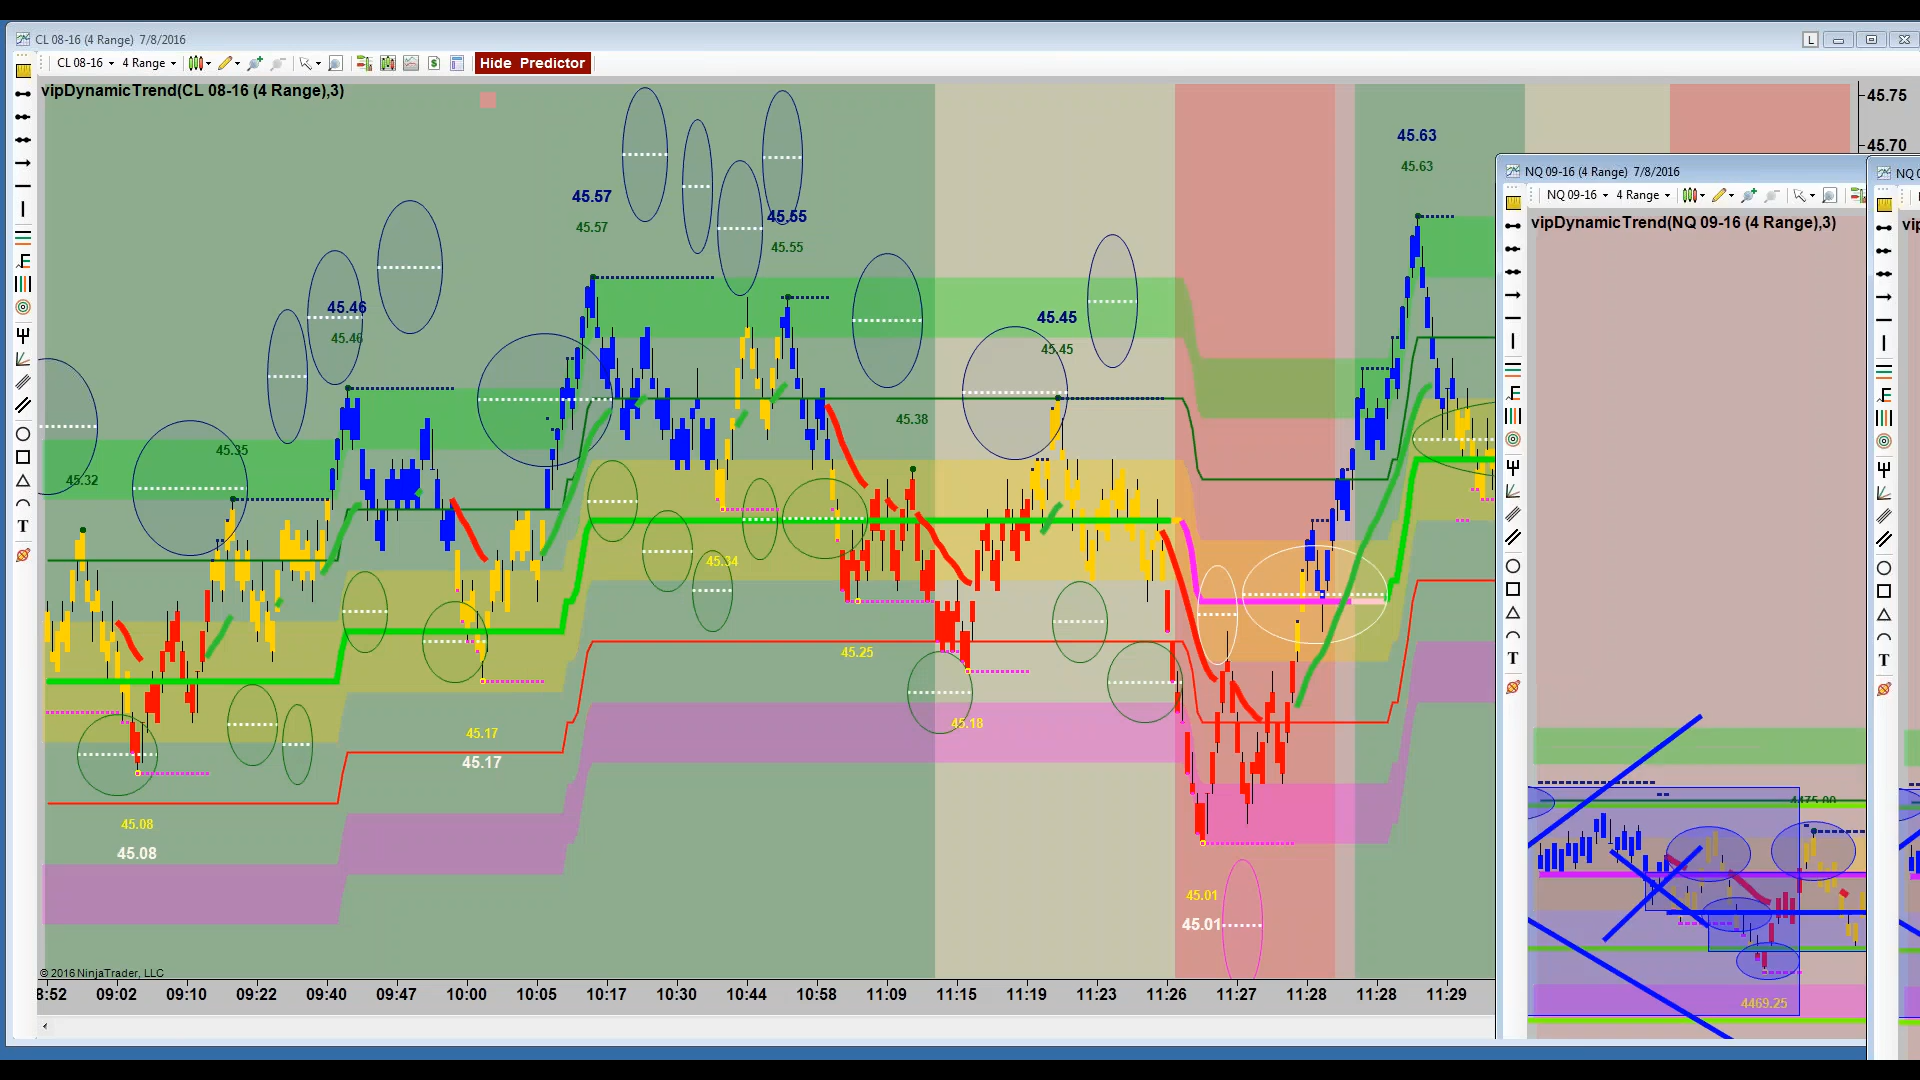 CL 08-16 (4 Range) 7/8/2016
L
CL 08-16 4 Range
$
Hide Predictor
vipDynamicTrend(CL 08-16 (4 Range),3)
45.75
45.70
45.63
45.63
45.57
45.57
45.55
45.55
45.46
45.46
45.45
45.45
45.38
45.35
45.32
45.34
45.25
45.18
45.17
45.17
45.08
45.08
45.01
45.01
© 2016 NinjaTrader, LLC
8:52 09:02 09:10 09:22 09:40 09:47 10:00 10:05 10:17 10:30 10:44 10:58 11:09 11:15 11:19 11:23 11:26 11:27 11:28 11:28 11:29
NQ 09-16 (4 Range) 7/8/2016
NQ 09-16 4 Range
vipDynamicTrend(NQ 09-16 (4 Range),3)
4475.00
4469.25
NQ
vip
F
T
F
T
F
T